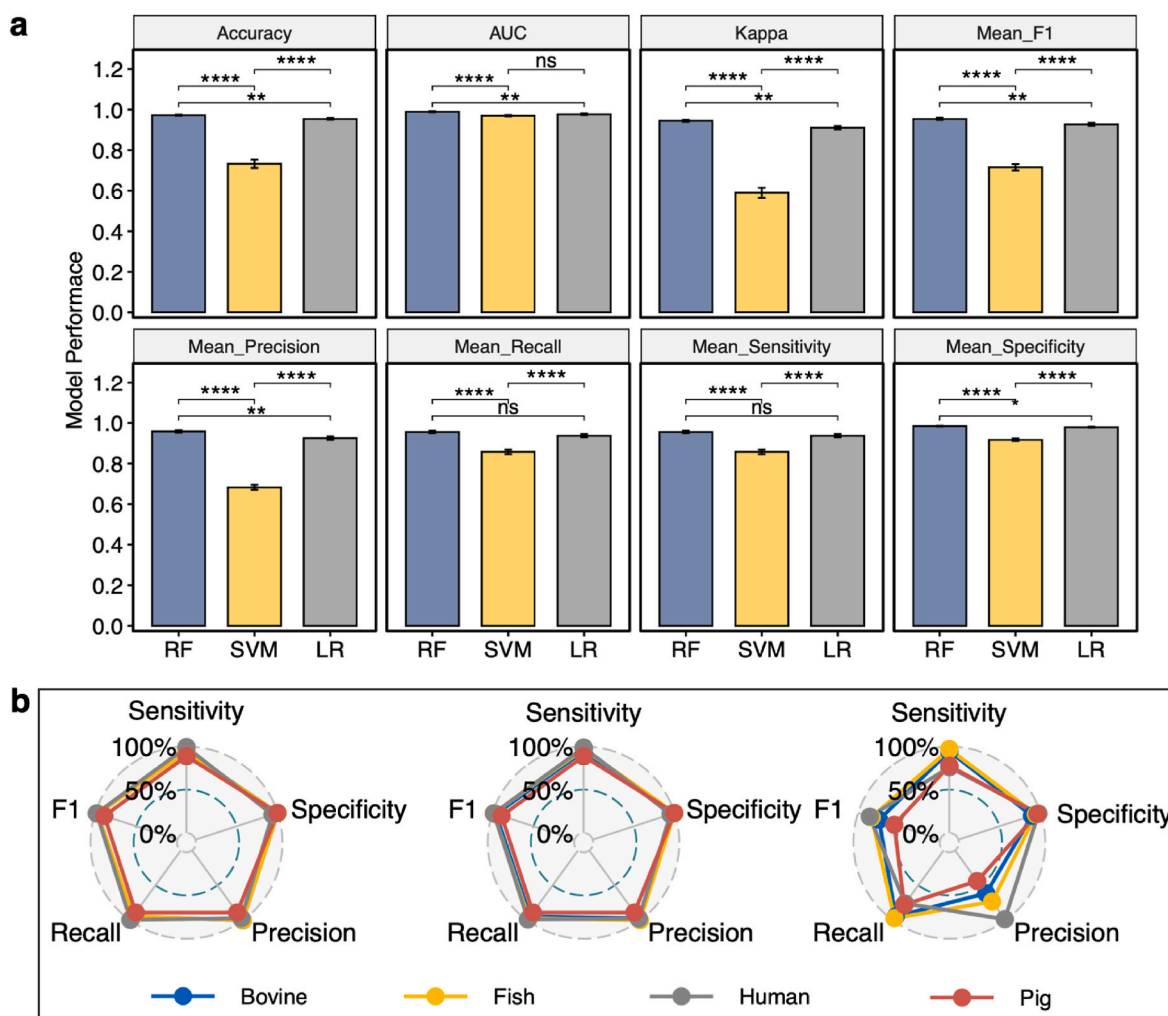 a
Accuracy AUC Kappa Mean_F1
**** **** ** 
**** ns **
**** **** **
**** **** **
1.2
1.0
0.8
0.6
0.4
0.2
0.0
Model Performace
Mean_Precision Mean_Recall Mean_Sensitivity Mean_Specificity
**** **** **
**** **** ns
**** **** ns
**** **** *
1.2
1.0
0.8
0.6
0.4
0.2
0.0
RF SVM LR RF SVM LR RF SVM LR RF SVM LR
b
Sensitivity Sensitivity Sensitivity
100% 100% 100%
50% 50% 50%
F1 Specificity F1 Specificity F1 Specificity
0% 0% 0%
Recall Precision Recall Precision Recall Precision
Bovine Fish Human Pig